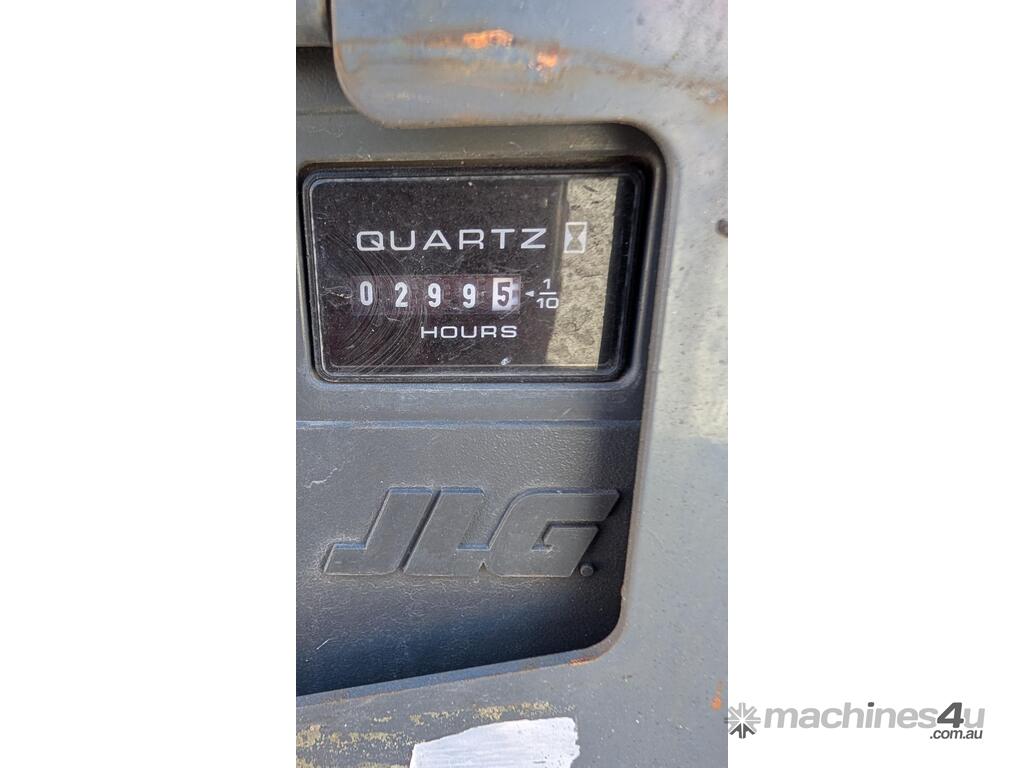 QUARTZ
02995 1/10
HOURS
JLG.
machines4u
.com.au